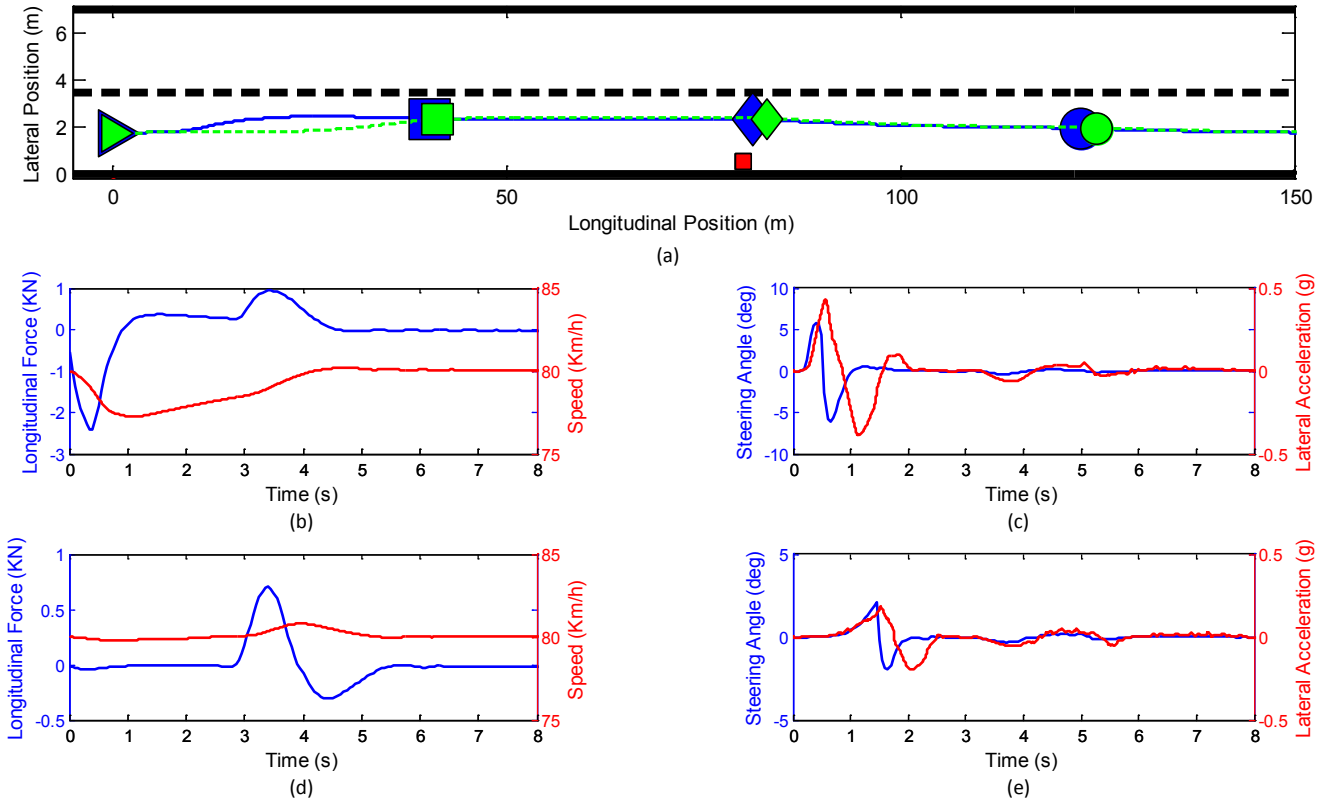 Lateral Position (m)
6
4
2
0
0
50
100
150
Longitudinal Position (m)
(a)
Longitudinal Force (KN)
1
0
-1
-2
-3
85
80
75
Speed (Km/h)
0 1 2 3 4 5 6 7 8
Time (s)
(b)
Steering Angle (deg)
10
5
0
-5
-10
0.5
0
-0.5
Lateral Acceleration (g)
0 1 2 3 4 5 6 7 8
Time (s)
(c)
Longitudinal Force (KN)
1
0.5
0
-0.5
85
80
75
Speed (Km/h)
0 1 2 3 4 5 6 7 8
Time (s)
(d)
Steering Angle (deg)
5
0
-5
0.5
0
-0.5
Lateral Acceleration (g)
0 1 2 3 4 5 6 7 8
Time (s)
(e)